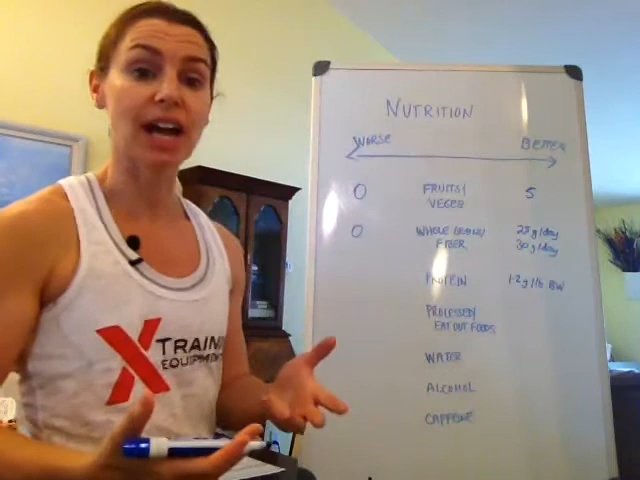 NUTRITION
WORSE BETTER
0 FRUITS/ 5
VEGGS
0 WHOLE GRAINS/ 25g/day
FIBER 30g/day
PROTEIN 1.2g/lb BW
PROCESSED/
EAT OUT FOODS
WATER
ALCOHOL
CAFFEINE
X TRAIN
EQUIPMENT